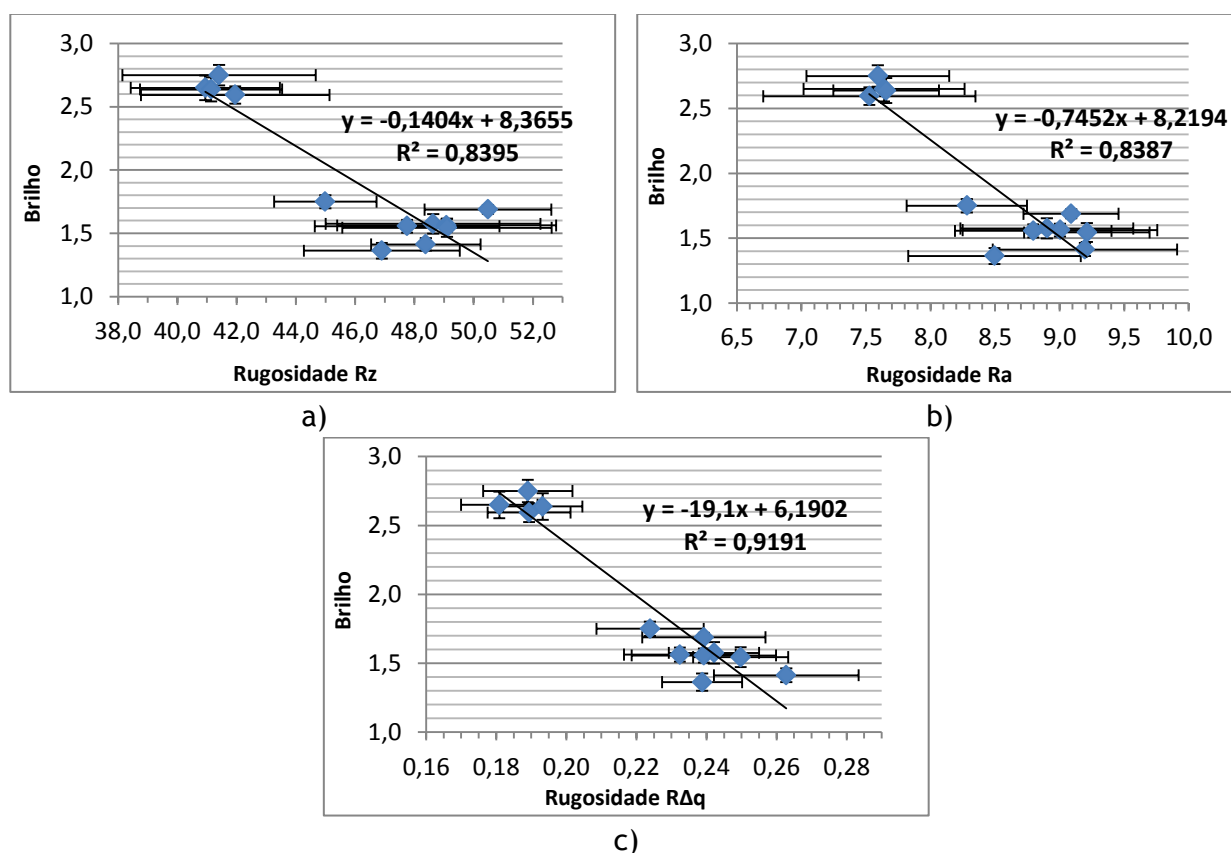 3,0
2,5
2,0
1,5
1,0
Brilho
y = -0,1404x + 8,3655
R² = 0,8395
38,0 40,0 42,0 44,0 46,0 48,0 50,0 52,0
Rugosidade Rz
a)
3,0
2,5
2,0
1,5
1,0
Brilho
y = -0,7452x + 8,2194
R² = 0,8387
6,5 7,0 7,5 8,0 8,5 9,0 9,5 10,0
Rugosidade Ra
b)
3,0
2,5
2,0
1,5
1,0
Brilho
y = -19,1x + 6,1902
R² = 0,9191
0,16 0,18 0,20 0,22 0,24 0,26 0,28
Rugosidade RΔq
c)